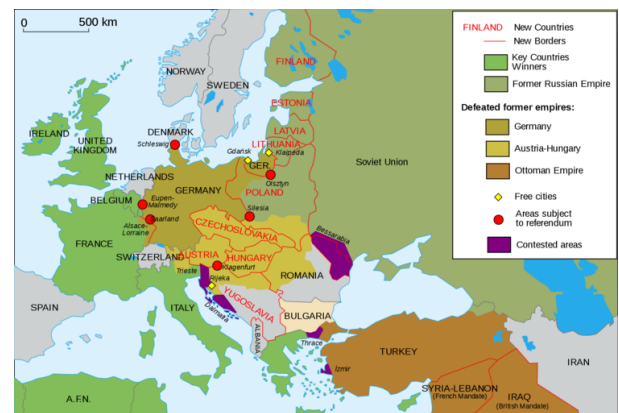 0 500 km
FINLAND New Countries
New Borders
Key Countries
Winners
Former Russian Empire
Defeated former empires:
Germany
Austria-Hungary
Ottoman Empire
Free cities
Areas subject
to referendum
Contested areas
NORWAY
SWEDEN
FINLAND
ESTONIA
LATVIA
LITHUANIA
Klaipeda
IRELAND
UNITED
KINGDOM
DENMARK
Schleswig
Gdańsk
GER.
Olsztyn
Soviet Union
NETHERLANDS
BELGIUM
Eupen-
Malmedy
GERMANY
POLAND
Silesia
Saarland
Alsace-
Lorraine
CZECHOSLOVAKIA
Bessarabia
FRANCE
SWITZERLAND
AUSTRIA
HUNGARY
Klagenfurt
Trieste
Rijeka
ROMANIA
YUGOSLAVIA
Dalmatia
SPAIN
ITALY
BULGARIA
ALBANIA
Thrace
Izmir
TURKEY
IRAN
A.F.N.
SYRIA-LEBANON
(French Mandate)
IRAQ
(British Mandate)